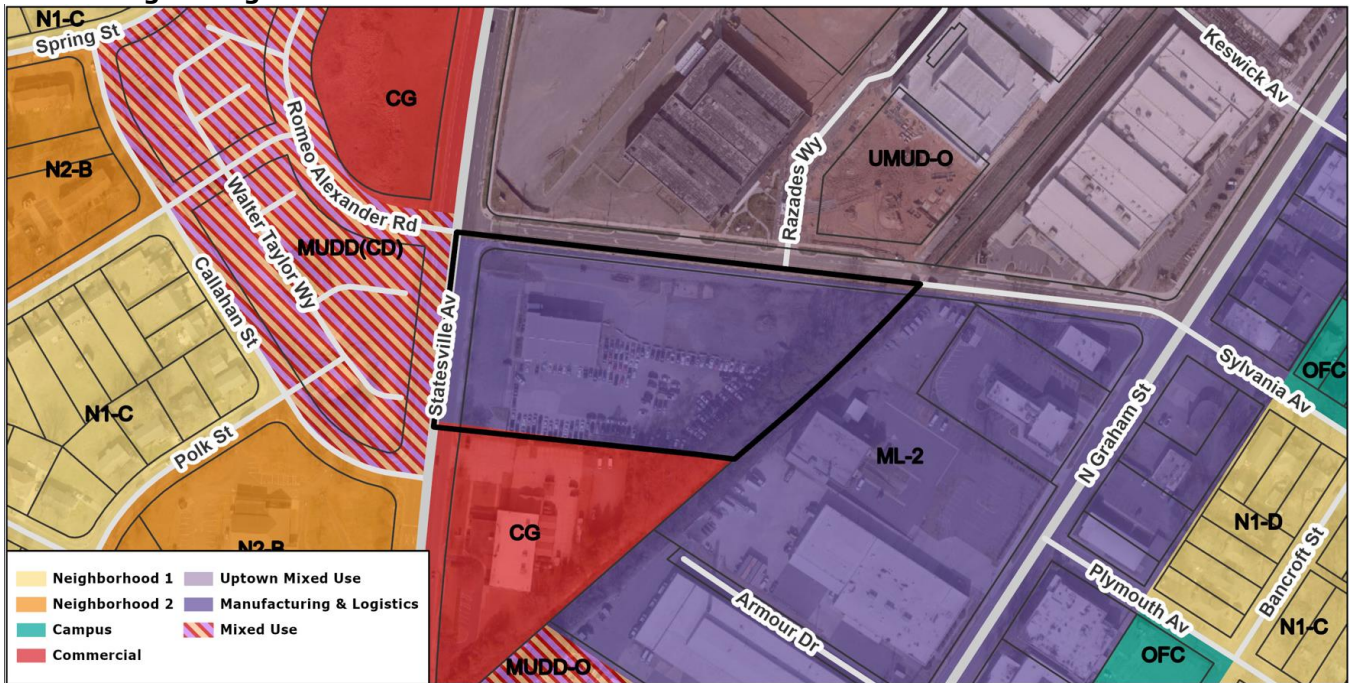 N1-C
Spring St
N2-B
CG
Romeo Alexander Rd
Walter Taylor Wy
MUDD(CD)
Callahan St
N1-C
Polk St
N2-B
Statesville Av
CG
MUDD-O
Razades Wy
UMUD-O
Keswick Av
ML-2
N Graham St
Sylvania Av
OFC
N1-D
Bancroft St
Plymouth Av
N1-C
OFC
Armour Dr
Neighborhood 1
Neighborhood 2
Campus
Commercial
Uptown Mixed Use
Manufacturing & Logistics
Mixed Use